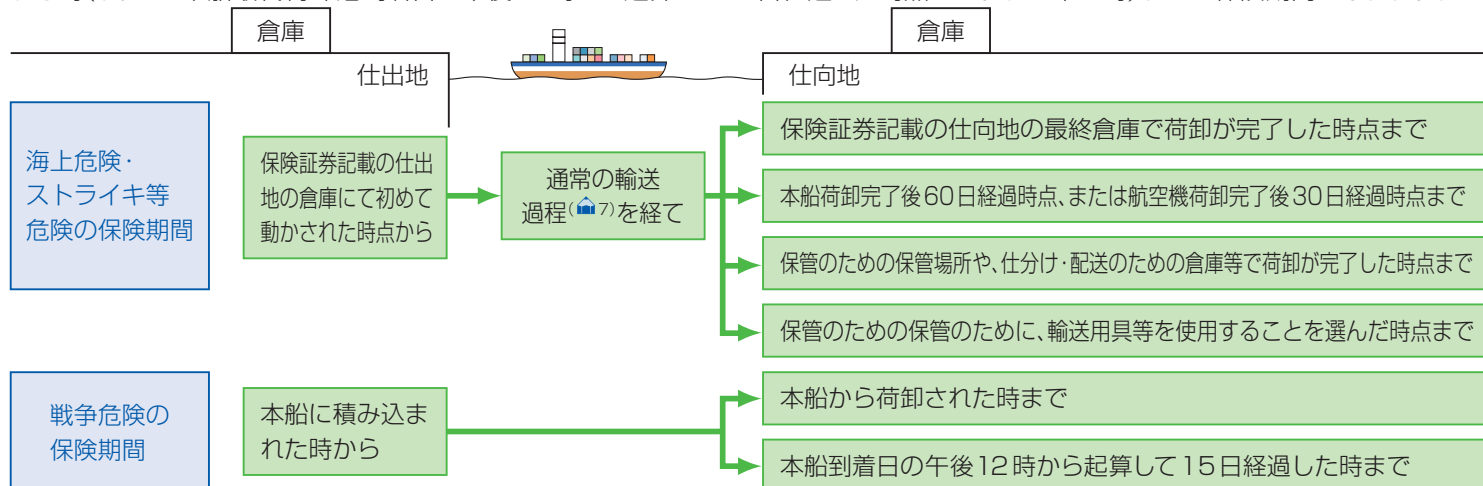 倉庫
倉庫
仕出地
仕向地
海上危険・
ストライキ等
危険の保険期間
保険証券記載の仕出
地の倉庫にて初めて
動かされた時点から
通常の輸送
過程(7)を経て
保険証券記載の仕向地の最終倉庫で荷卸が完了した時点まで
本船荷卸完了後60日経過時点、または航空機荷卸完了後30日経過時点まで
保管のための保管場所や、仕分け・配送のための倉庫等で荷卸が完了した時点まで
保管のための保管のために、輸送用具等を使用することを選んだ時点まで
戦争危険の
保険期間
本船に積み込ま
れた時から
本船から荷卸された時まで
本船到着日の午後12時から起算して15日経過した時まで